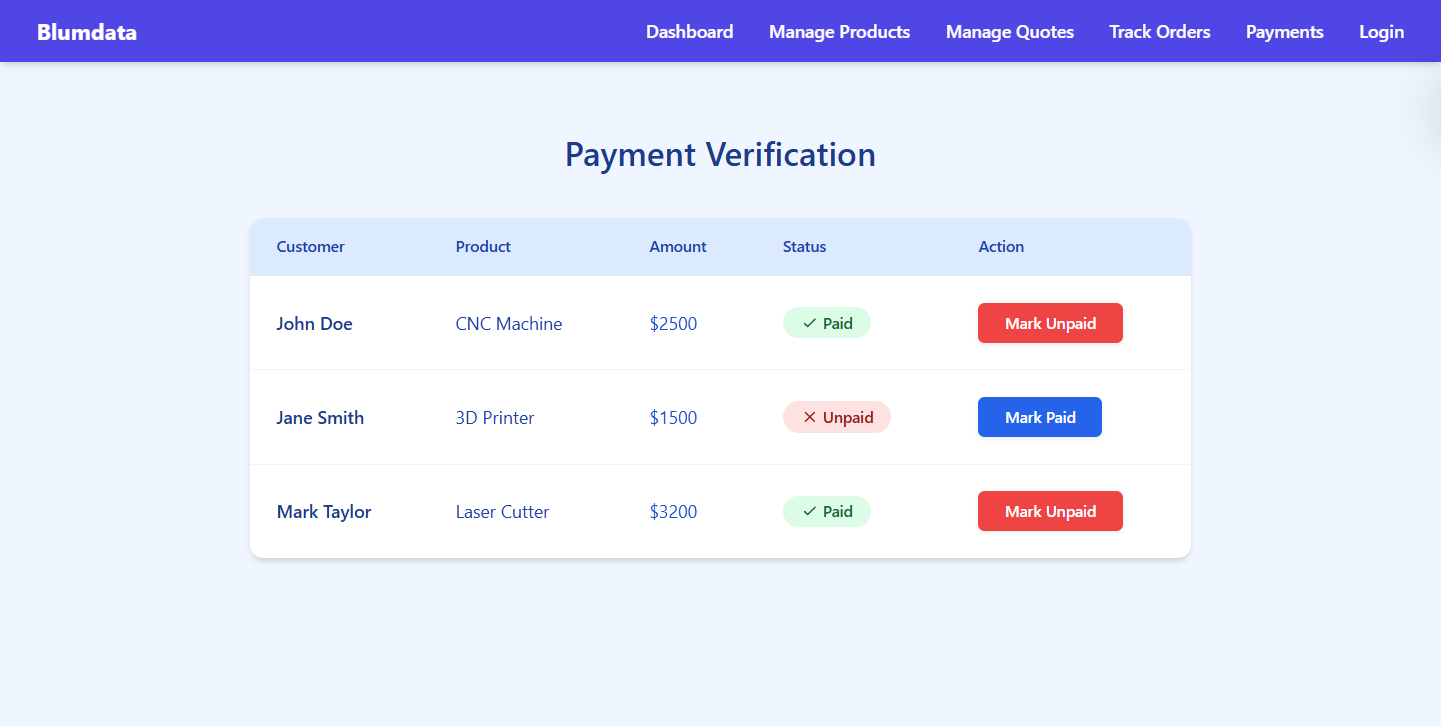 Blumdata Dashboard Manage Products Manage Quotes Track Orders Payments Login
Payment Verification
Customer Product Amount Status Action
John Doe CNC Machine $2500 Paid Mark Unpaid
Jane Smith 3D Printer $1500 Unpaid Mark Paid
Mark Taylor Laser Cutter $3200 Paid Mark Unpaid